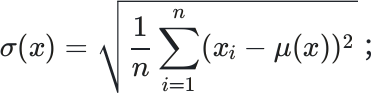 σ(x) = √(1/n ∑_{i=1}^{n} (x_i − μ(x))²) ;